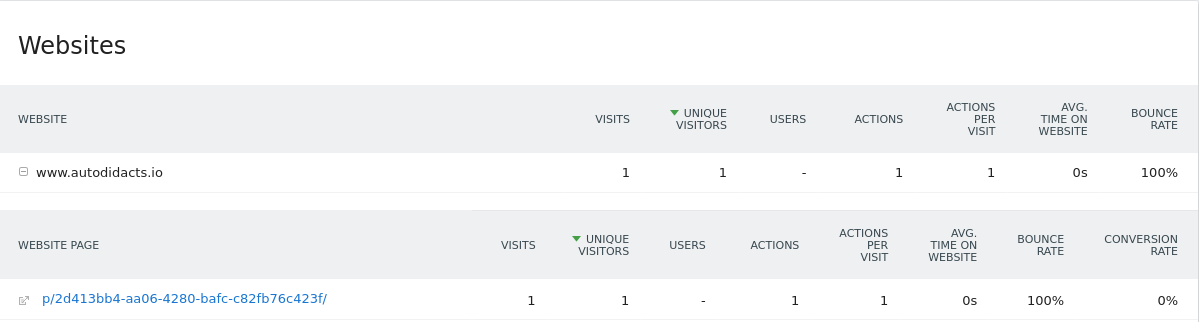 Websites
WEBSITE VISITS UNIQUE VISITORS USERS ACTIONS ACTIONS PER VISIT AVG. TIME ON WEBSITE BOUNCE RATE
www.autodidacts.io 1 1 - 1 1 0s 100%
WEBSITE PAGE VISITS UNIQUE VISITORS USERS ACTIONS ACTIONS PER VISIT AVG. TIME ON WEBSITE BOUNCE RATE CONVERSION RATE
p/2d413bb4-aa06-4280-bafc-c82fb76c423f/ 1 1 - 1 1 0s 100% 0%